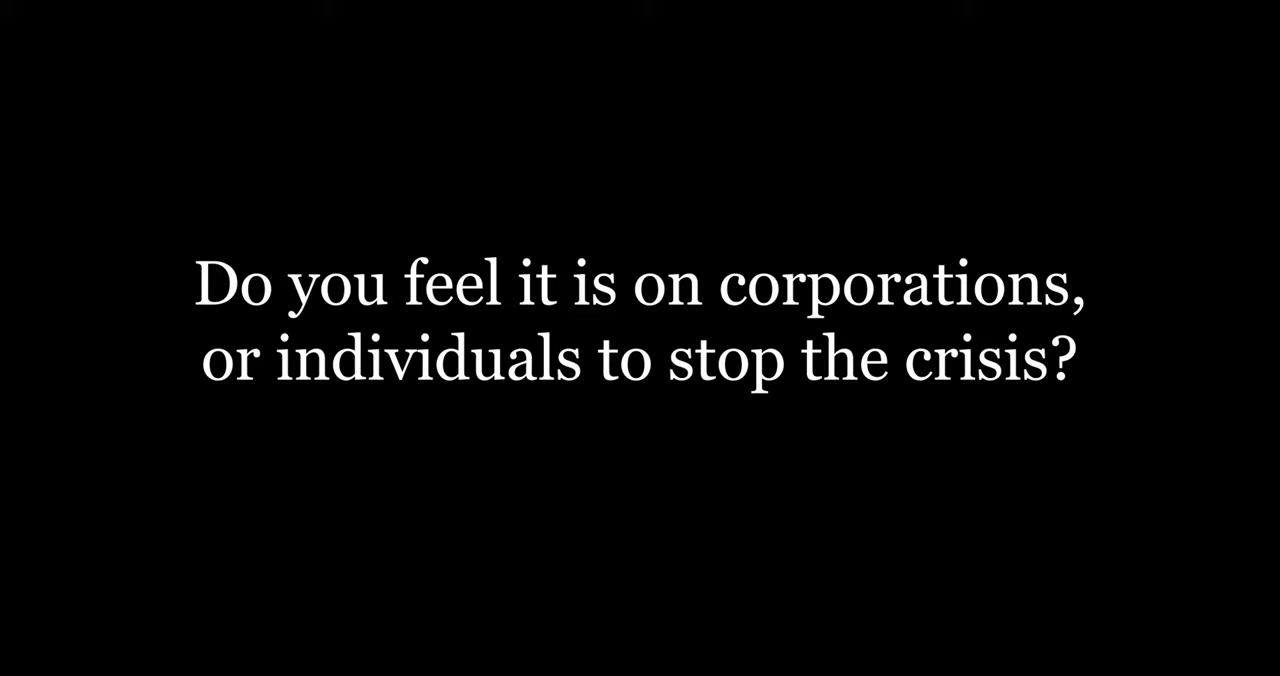 Do you feel it is on corporations,
or individuals to stop the crisis?